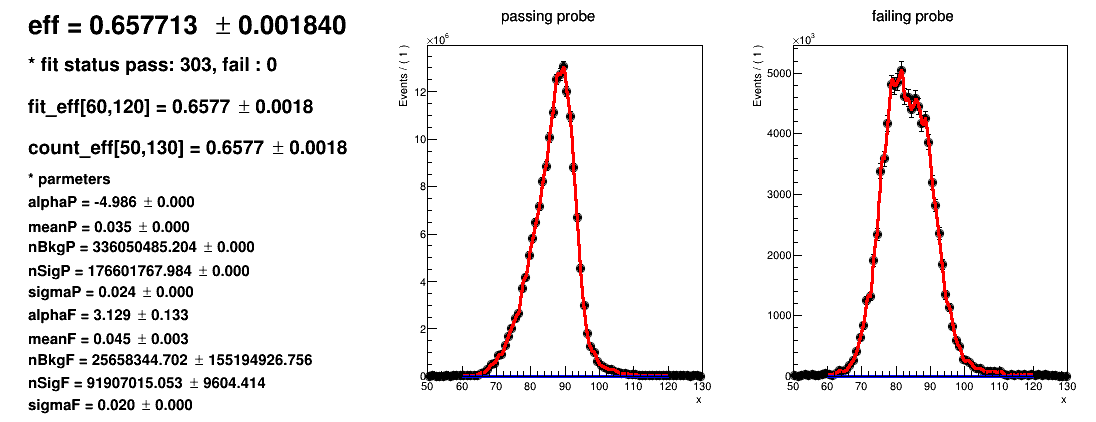 eff = 0.657713 ± 0.001840
* fit status pass: 303, fail : 0
fit_eff[60,120] = 0.6577 ± 0.0018
count_eff[50,130] = 0.6577 ± 0.0018
* parmeters
alphaP = -4.986 ± 0.000
meanP = 0.035 ± 0.000
nBkgP = 336050485.204 ± 0.000
nSigP = 176601767.984 ± 0.000
sigmaP = 0.024 ± 0.000
alphaF = 3.129 ± 0.133
meanF = 0.045 ± 0.003
nBkgF = 25658344.702 ± 155194926.756
nSigF = 91907015.053 ± 9604.414
sigmaF = 0.020 ± 0.000
passing probe
×10⁶
Events / ( 1 )
12
10
8
6
4
2
0
50 60 70 80 90 100 110 120 130
x
failing probe
×10³
Events / ( 1 )
5000
4000
3000
2000
1000
0
50 60 70 80 90 100 110 120 130
x